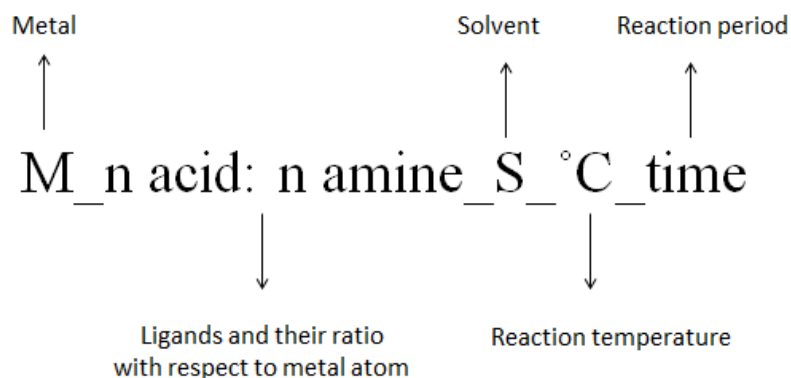 Metal
Solvent
Reaction period
M_n acid: n amine_S_°C_time
Ligands and their ratio
with respect to metal atom
Reaction temperature